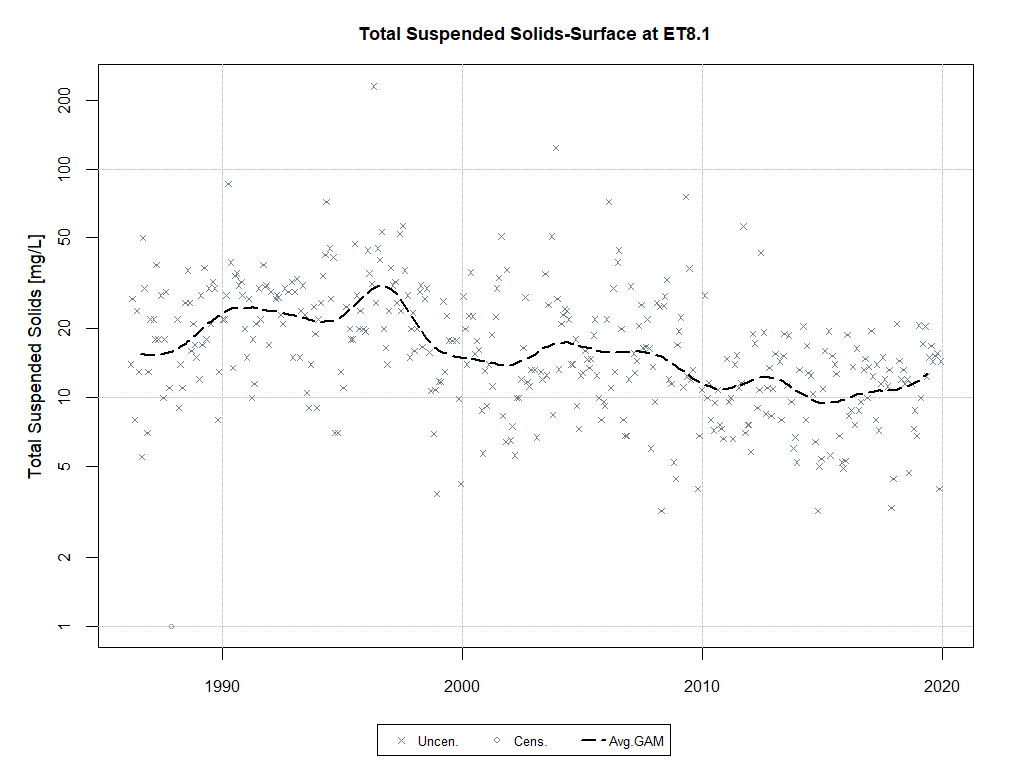 Total Suspended Solids-Surface at ET8.1
Total Suspended Solids [mg/L]
200
100
50
20
10
5
2
1
1990 2000 2010 2020
Uncen. Cens. Avg.GAM